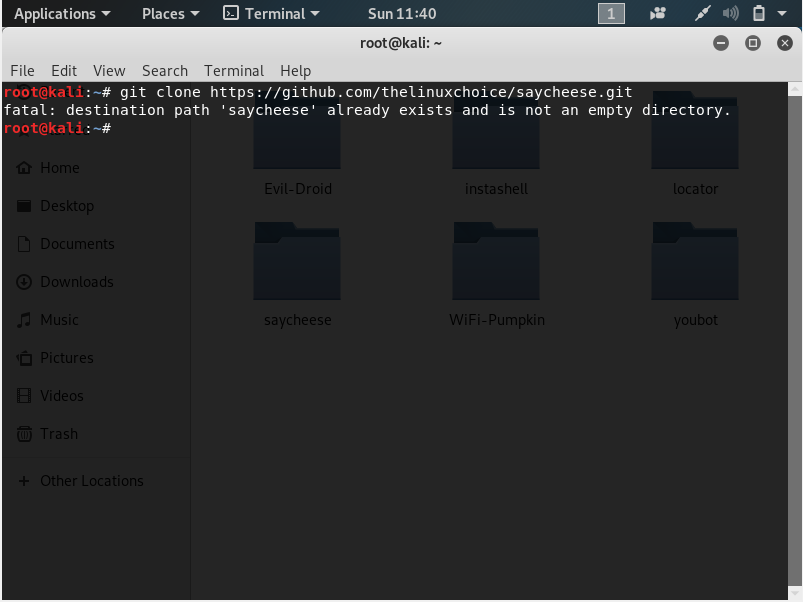 Applications Places Terminal Sun 11:40 1
root@kali: ~
File Edit View Search Terminal Help
root@kali:~# git clone https://github.com/thelinuxchoice/saycheese.git
fatal: destination path 'saycheese' already exists and is not an empty directory.
root@kali:~#
Home
Desktop
Documents
Downloads
Music
Pictures
Videos
Trash
+ Other Locations
Evil-Droid instashell locator
saycheese WiFi-Pumpkin youbot